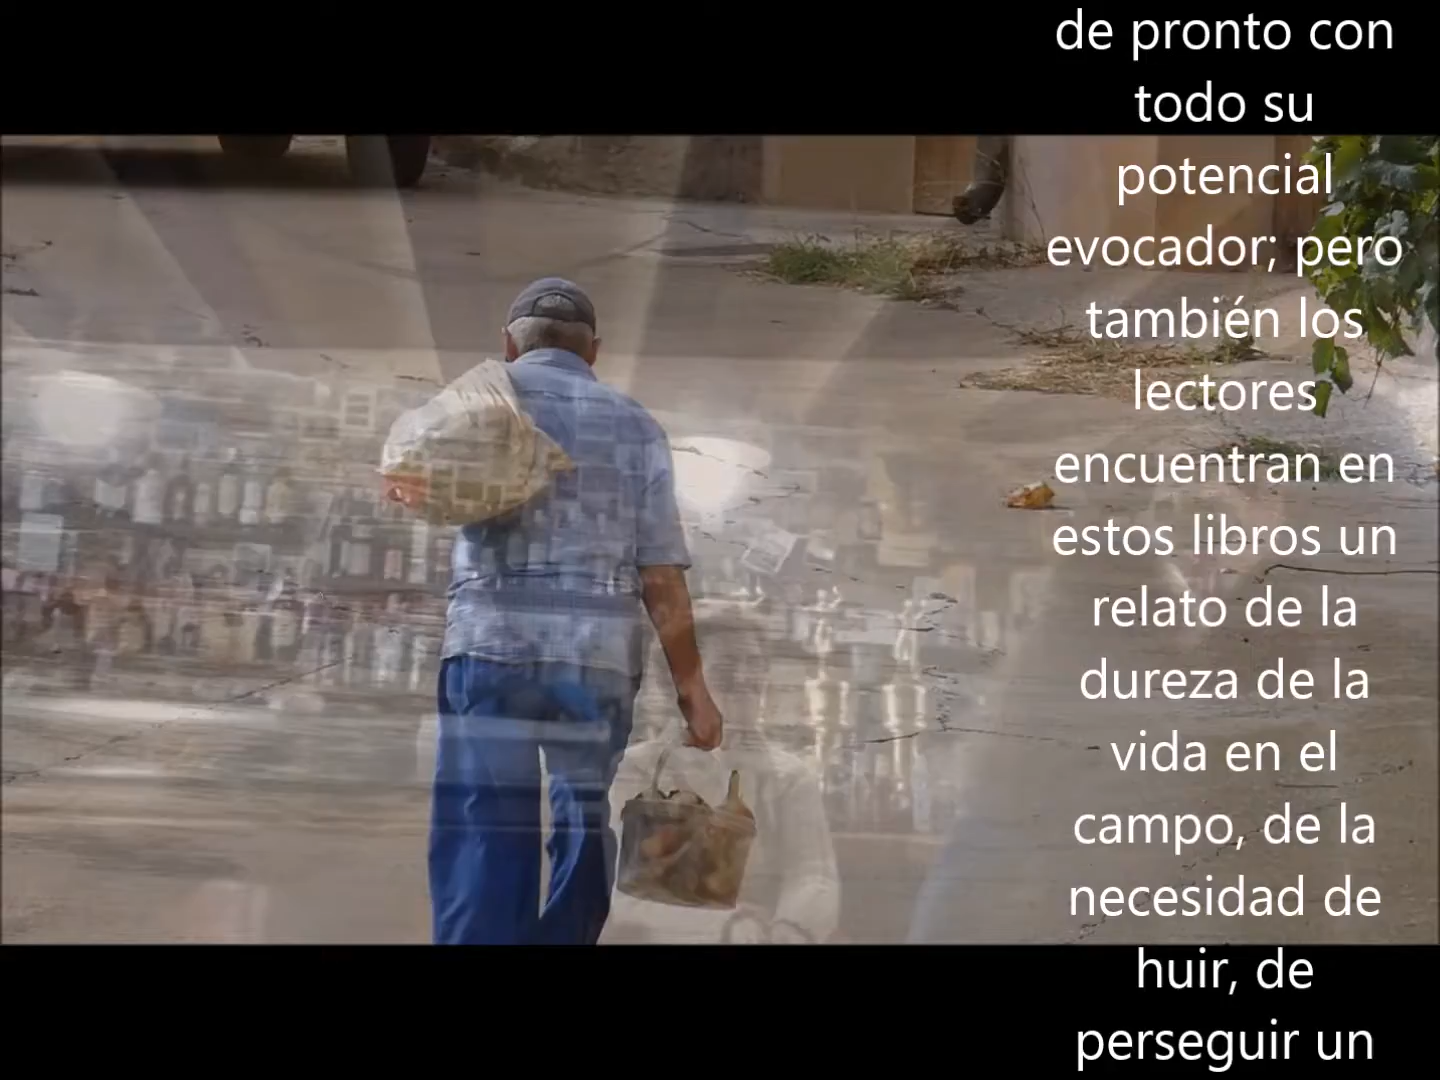 de pronto con
todo su
potencial
evocador; pero
también los
lectores
encuentran en
estos libros un
relato de la
dureza de la
vida en el
campo, de la
necesidad de
huir, de
perseguir un